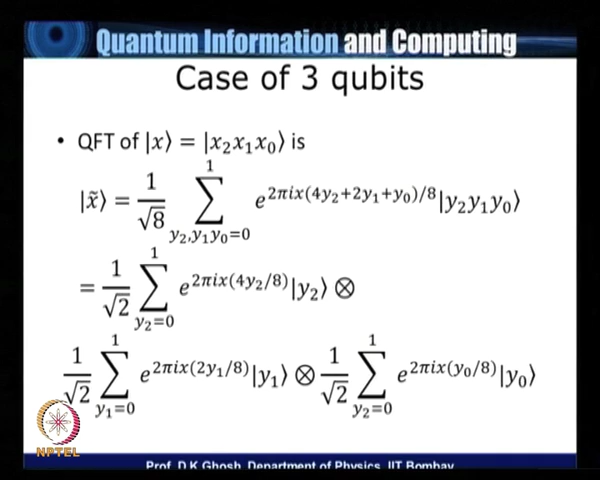 Quantum Information and Computing
Case of 3 qubits
• QFT of |x⟩ = |x₂x₁x₀⟩ is
|x̃⟩ = 1/√8 ∑_{y₂,y₁y₀=0}^{1} e^{2πix(4y₂+2y₁+y₀)/8}|y₂y₁y₀⟩
= 1/√2 ∑_{y₂=0}^{1} e^{2πix(4y₂/8)}|y₂⟩ ⊗
1/√2 ∑_{y₁=0}^{1} e^{2πix(2y₁/8)}|y₁⟩ ⊗ 1/√2 ∑_{y₂=0}^{1} e^{2πix(y₀/8)}|y₀⟩
NPTEL
Prof. D K Ghosh, Department of Physics, IIT Bombay